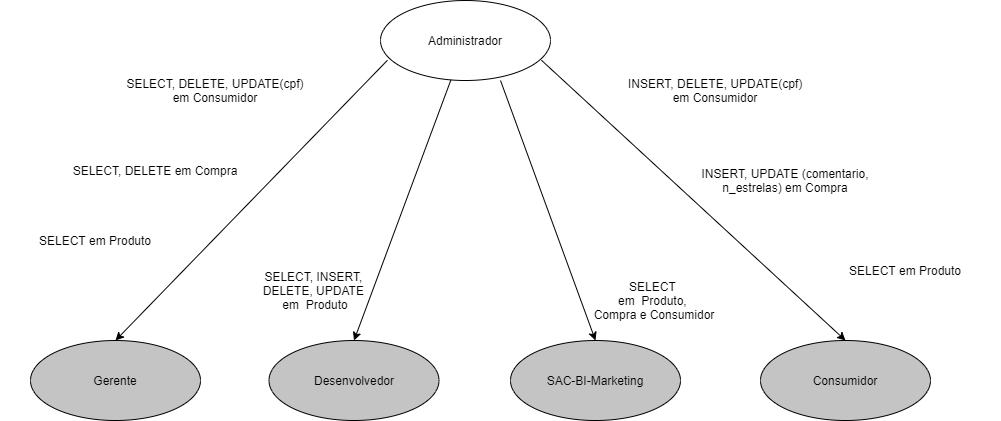 Administrador
SELECT, DELETE, UPDATE(cpf)
em Consumidor
INSERT, DELETE, UPDATE(cpf)
em Consumidor
SELECT, DELETE em Compra
INSERT, UPDATE (comentario,
n_estrelas) em Compra
SELECT em Produto
SELECT em Produto
SELECT, INSERT,
DELETE, UPDATE
em Produto
SELECT
em Produto,
Compra e Consumidor
Gerente
Desenvolvedor
SAC-BI-Marketing
Consumidor